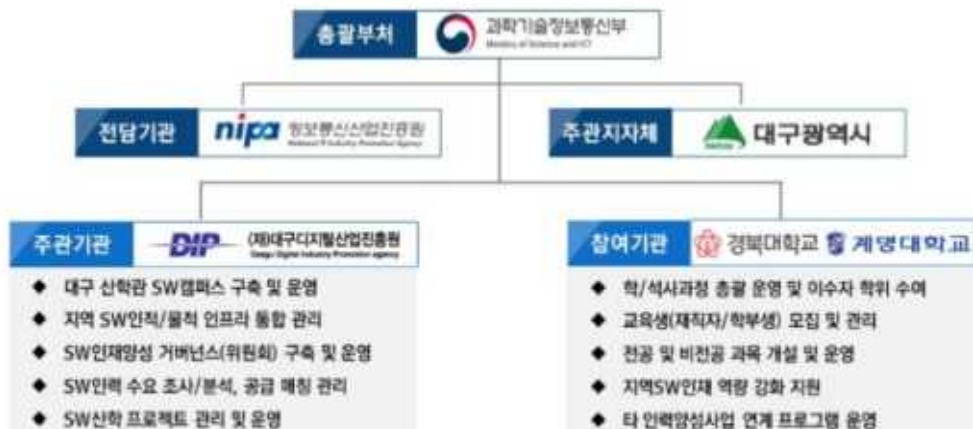 총괄부처
과학기술정보통신부
Ministry of Science and ICT
전담기관
nipa 정보통신산업진흥원
National IT Industry Promotion Agency
주관지자체
대구광역시
주관기관
DIP (재)대구디지털산업진흥원
Daegu Digital Industry Promotion agency
◆ 대구 산학관 SW캠퍼스 구축 및 운영
◆ 지역 SW인적/물적 인프라 통합 관리
◆ SW인재양성 거버넌스(위원회) 구축 및 운영
◆ SW인력 수요 조사/분석, 공급 매칭 관리
◆ SW산학 프로젝트 관리 및 운영
참여기관
경북대학교 계명대학교
◆ 학/석사과정 총괄 운영 및 이수자 학위 수여
◆ 교육생(재직자/학부생) 모집 및 관리
◆ 전공 및 비전공 과목 개설 및 운영
◆ 지역SW인재 역량 강화 지원
◆ 타 인력양성사업 연계 프로그램 운영